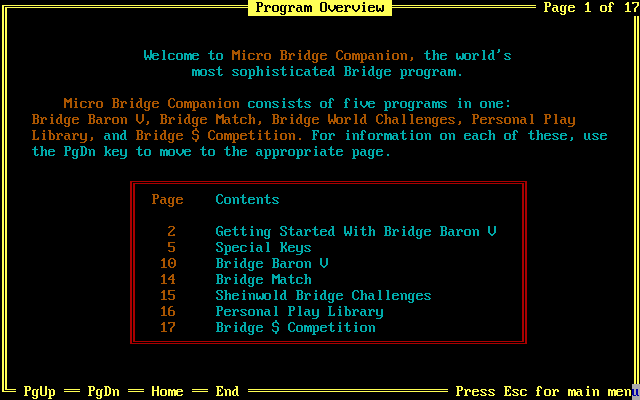 Program Overview
Page 1 of 17
Welcome to Micro Bridge Companion, the world's
most sophisticated Bridge program.
Micro Bridge Companion consists of five programs in one:
Bridge Baron V, Bridge Match, Bridge World Challenges, Personal Play
Library, and Bridge $ Competition. For information on each of these, use
the PgDn key to move to the appropriate page.
Page Contents
2 Getting Started With Bridge Baron V
5 Special Keys
10 Bridge Baron V
14 Bridge Match
15 Sheinwold Bridge Challenges
16 Personal Play Library
17 Bridge $ Competition
PgUp PgDn Home End Press Esc for main menu